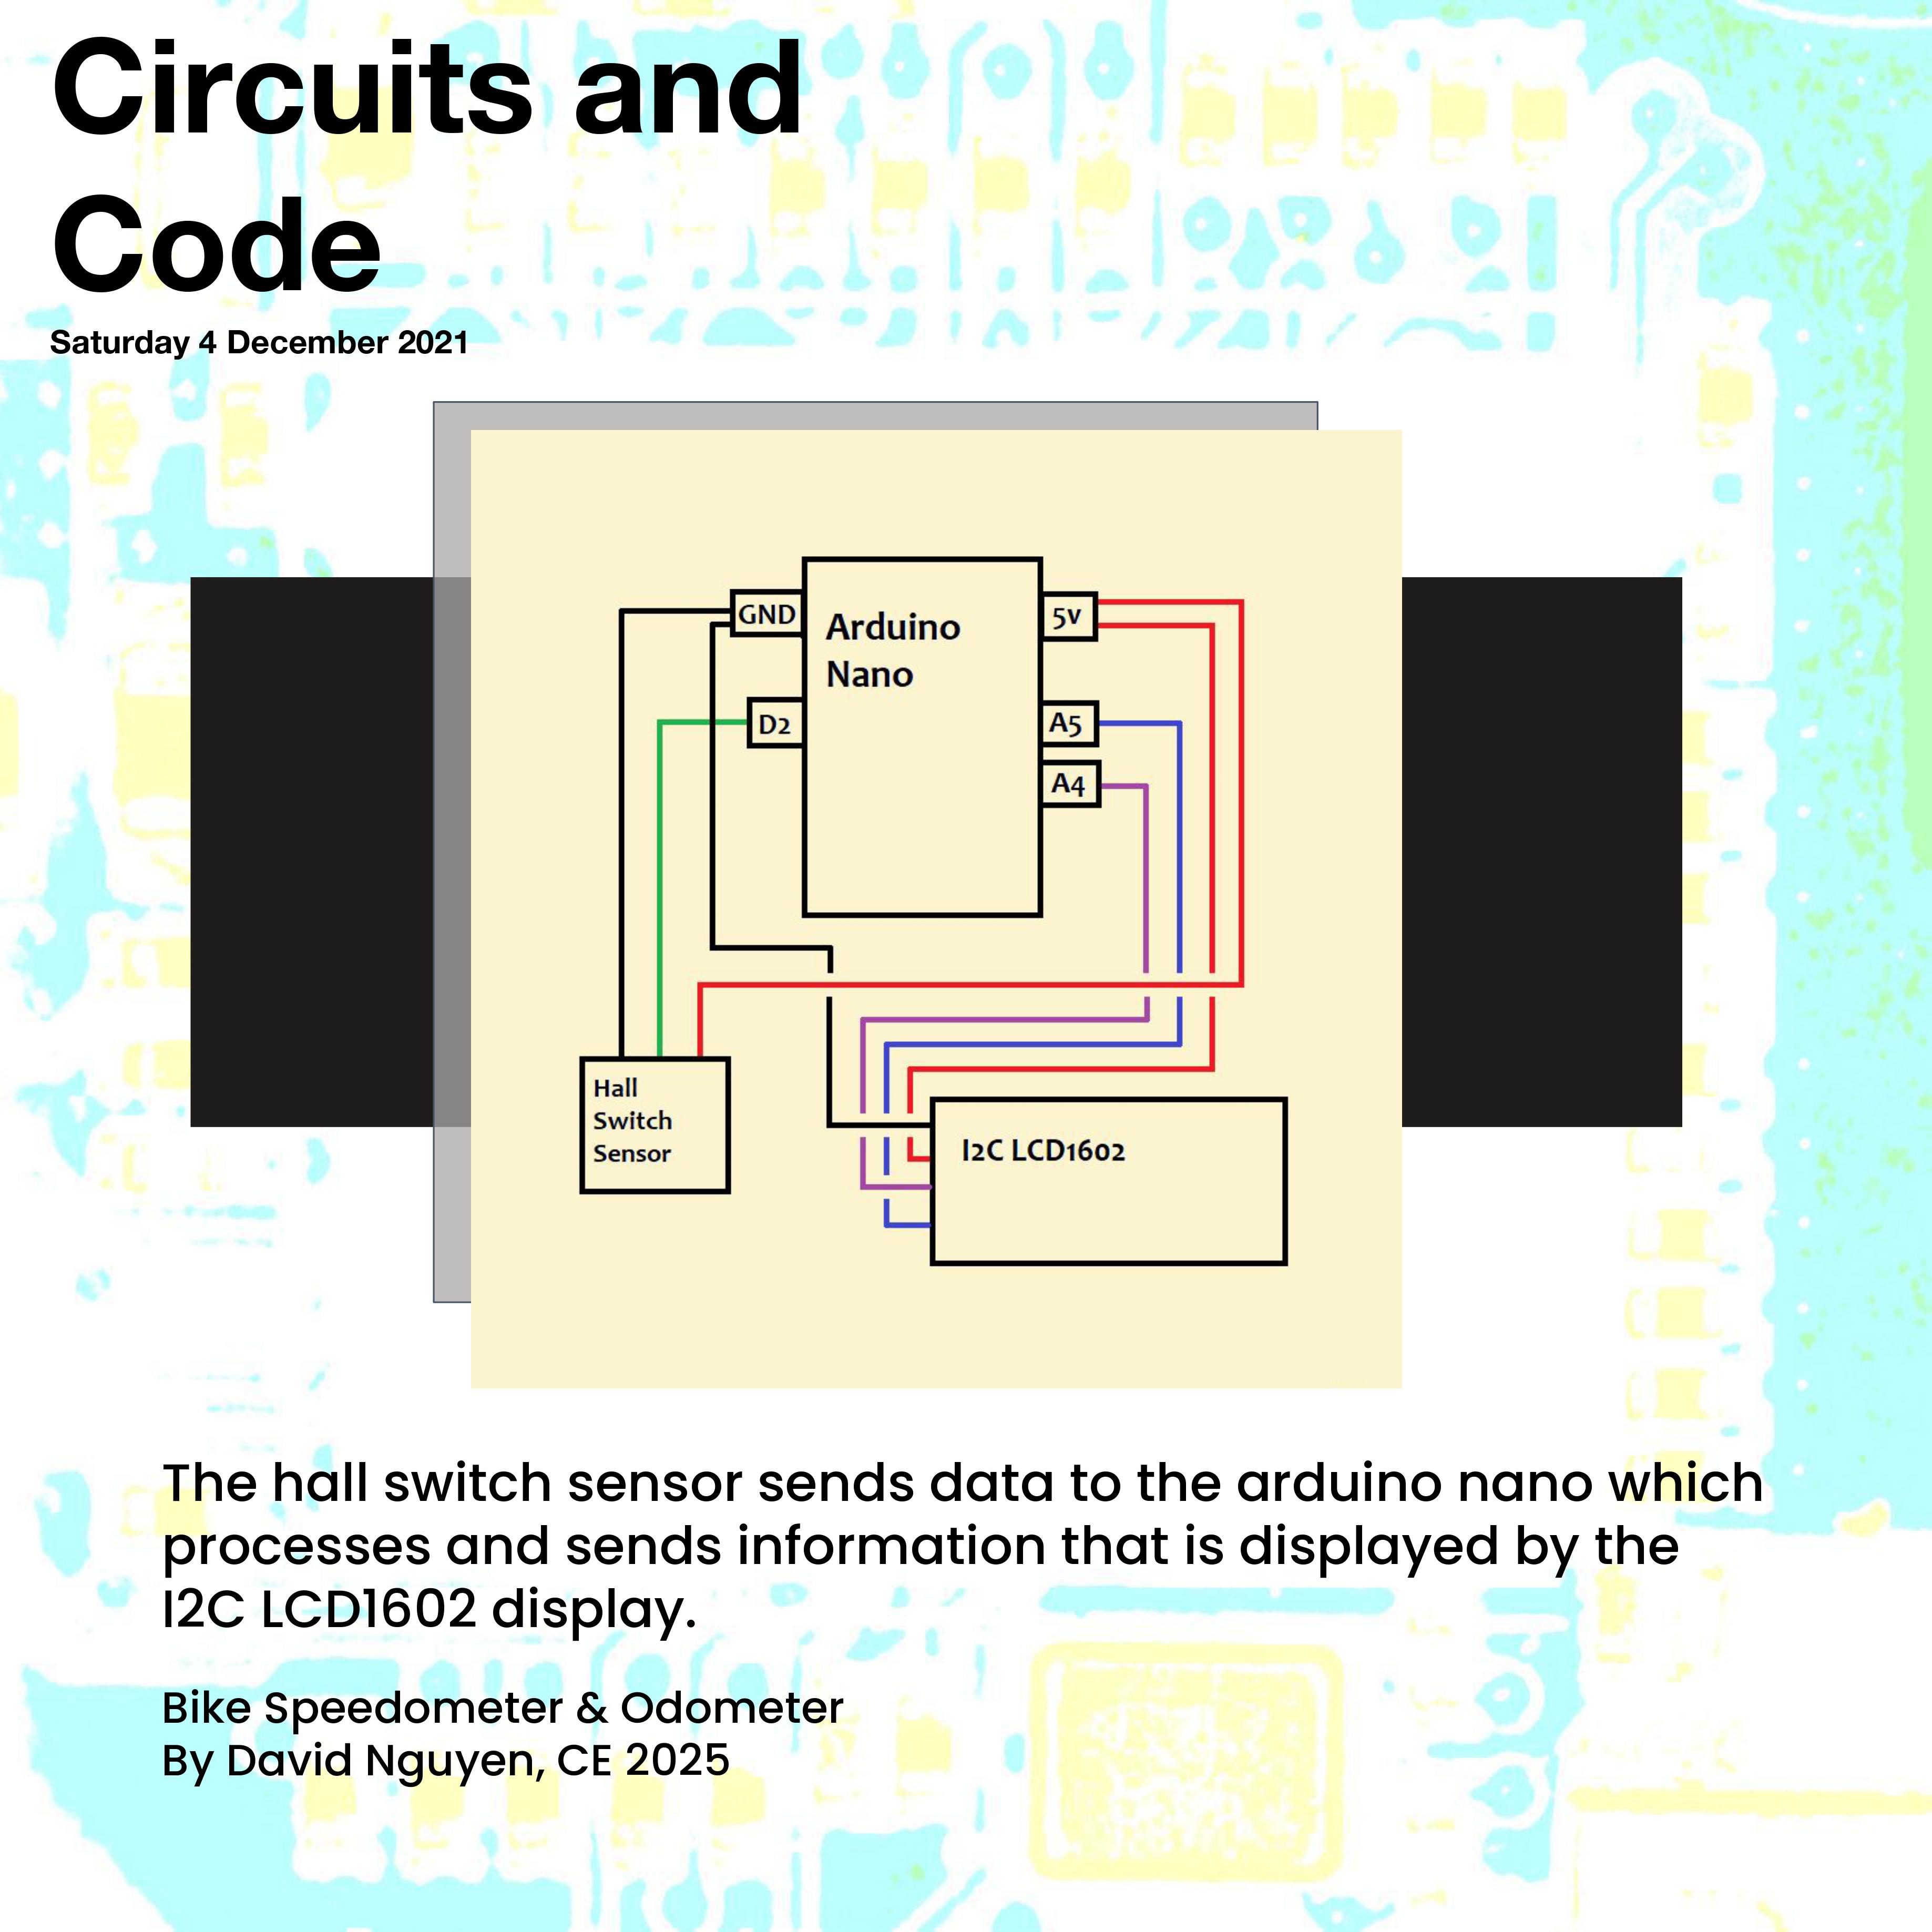 Circuits and
Code
Saturday 4 December 2021
GND
Arduino
Nano
5v
D2
A5
A4
Hall
Switch
Sensor
I2C LCD1602
The hall switch sensor sends data to the arduino nano which
processes and sends information that is displayed by the
I2C LCD1602 display.
Bike Speedometer & Odometer
By David Nguyen, CE 2025